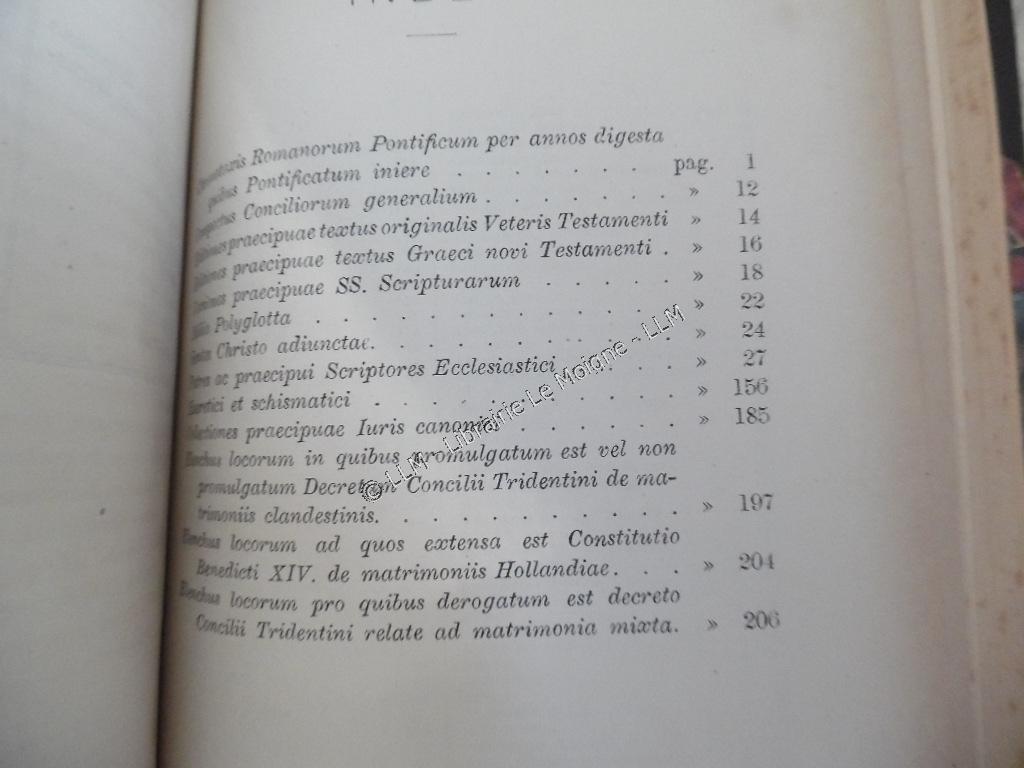 Romanorum Pontificum per annos digesta
quibus Pontificatum iniere . . . . . . . pag. 1
Conciliorum generalium . . . . . . . » 12
praecipuae textus originalis Veteris Testamenti » 14
praecipuae textus Graeci novi Testamenti . » 16
praecipuae SS. Scripturarum . . . . . » 18
Polyglotta . . . . . . . . . . . . » 22
Christo adiunctae. . . . . . . . . . » 24
ac praecipui Scriptores Ecclesiastici . . . . . » 27
et schismatici . . . . . . . . . . . » 156
praecipuae Iuris canonici . . . . . . » 185
Elenchus locorum in quibus promulgatum est vel non
promulgatum Decretum Concilii Tridentini de ma-
trimoniis clandestinis. . . . . . . . . . . » 197
Elenchus locorum ad quos extensa est Constitutio
Benedicti XIV. de matrimoniis Hollandiae . . . » 204
Elenchus locorum pro quibus derogatum est decreto
Concilii Tridentini relate ad matrimonia mixta. » 206
© LLM - Librairie Le Moigne - LLM